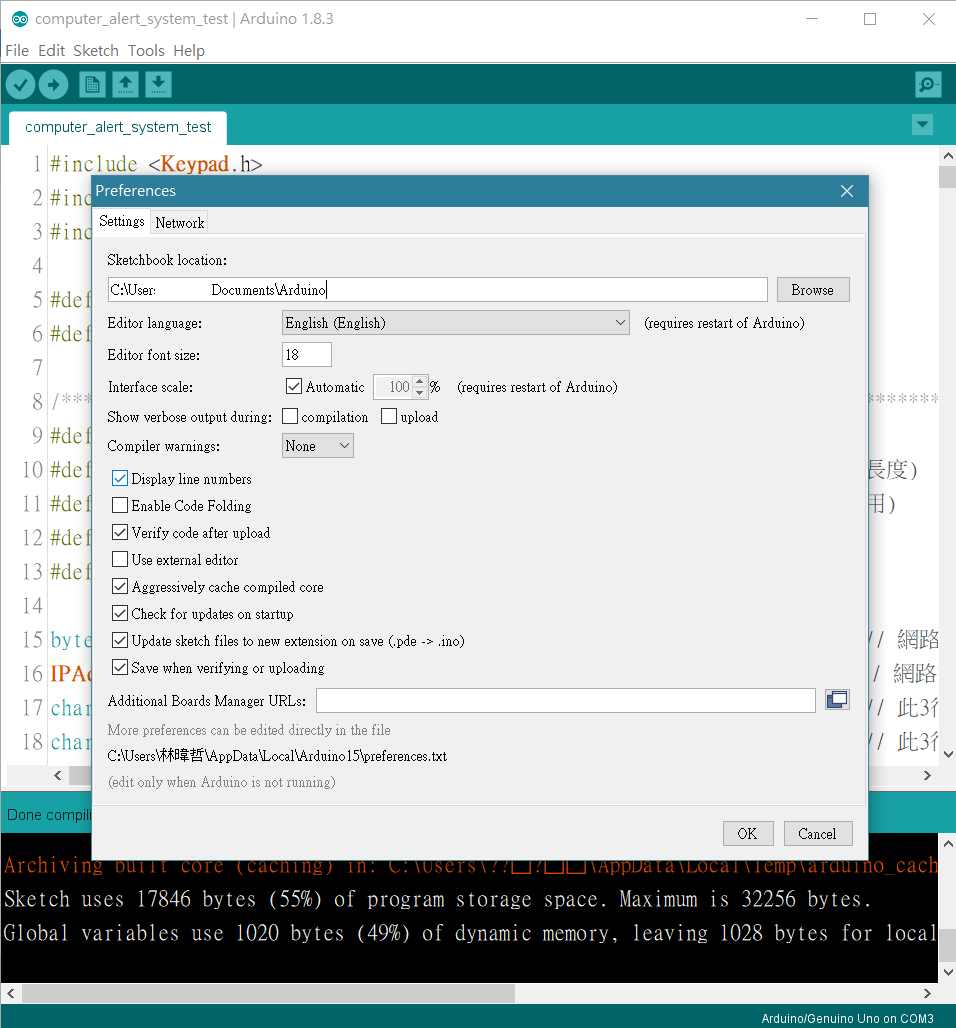 computer_alert_system_test | Arduino 1.8.3
File Edit Sketch Tools Help
computer_alert_system_test
1 #include <Keypad.h>
2 #inc
3 #inc
4
5 #def
6 #def
7
8 /*** ********
9 #def
10 #def 長度)
11 #def 用)
12 #def
13 #def
14
15 byte // 網路
16 IPAd / 網路
17 char // 此3行
18 char // 此3行
Preferences
Settings Network
Sketchbook location:
C:\User: Documents\Arduino
Browse
Editor language: English (English) (requires restart of Arduino)
Editor font size: 18
Interface scale: Automatic 100 % (requires restart of Arduino)
Show verbose output during: compilation upload
Compiler warnings: None
Display line numbers
Enable Code Folding
Verify code after upload
Use external editor
Aggressively cache compiled core
Check for updates on startup
Update sketch files to new extension on save (.pde -> .ino)
Save when verifying or uploading
Additional Boards Manager URLs:
More preferences can be edited directly in the file
C:\Users\林暐哲\AppData\Local\Arduino15\preferences.txt
(edit only when Arduino is not running)
OK Cancel
Done compili
Archiving built core (caching) in: C:\Users\??□?□□\AppData\Local\Temp\arduino_cach
Sketch uses 17846 bytes (55%) of program storage space. Maximum is 32256 bytes.
Global variables use 1020 bytes (49%) of dynamic memory, leaving 1028 bytes for local
Arduino/Genuino Uno on COM3